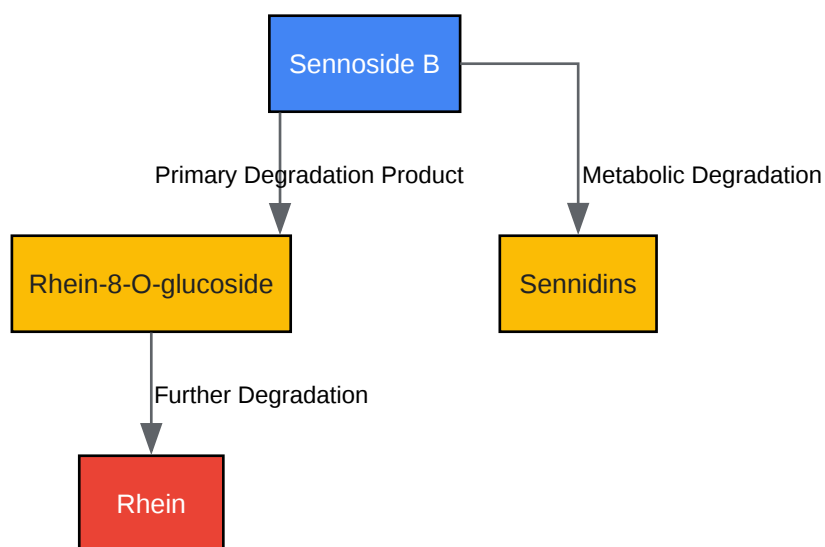 Sennoside B
Primary Degradation Product
Metabolic Degradation
Rhein-8-O-glucoside
Sennidins
Further Degradation
Rhein